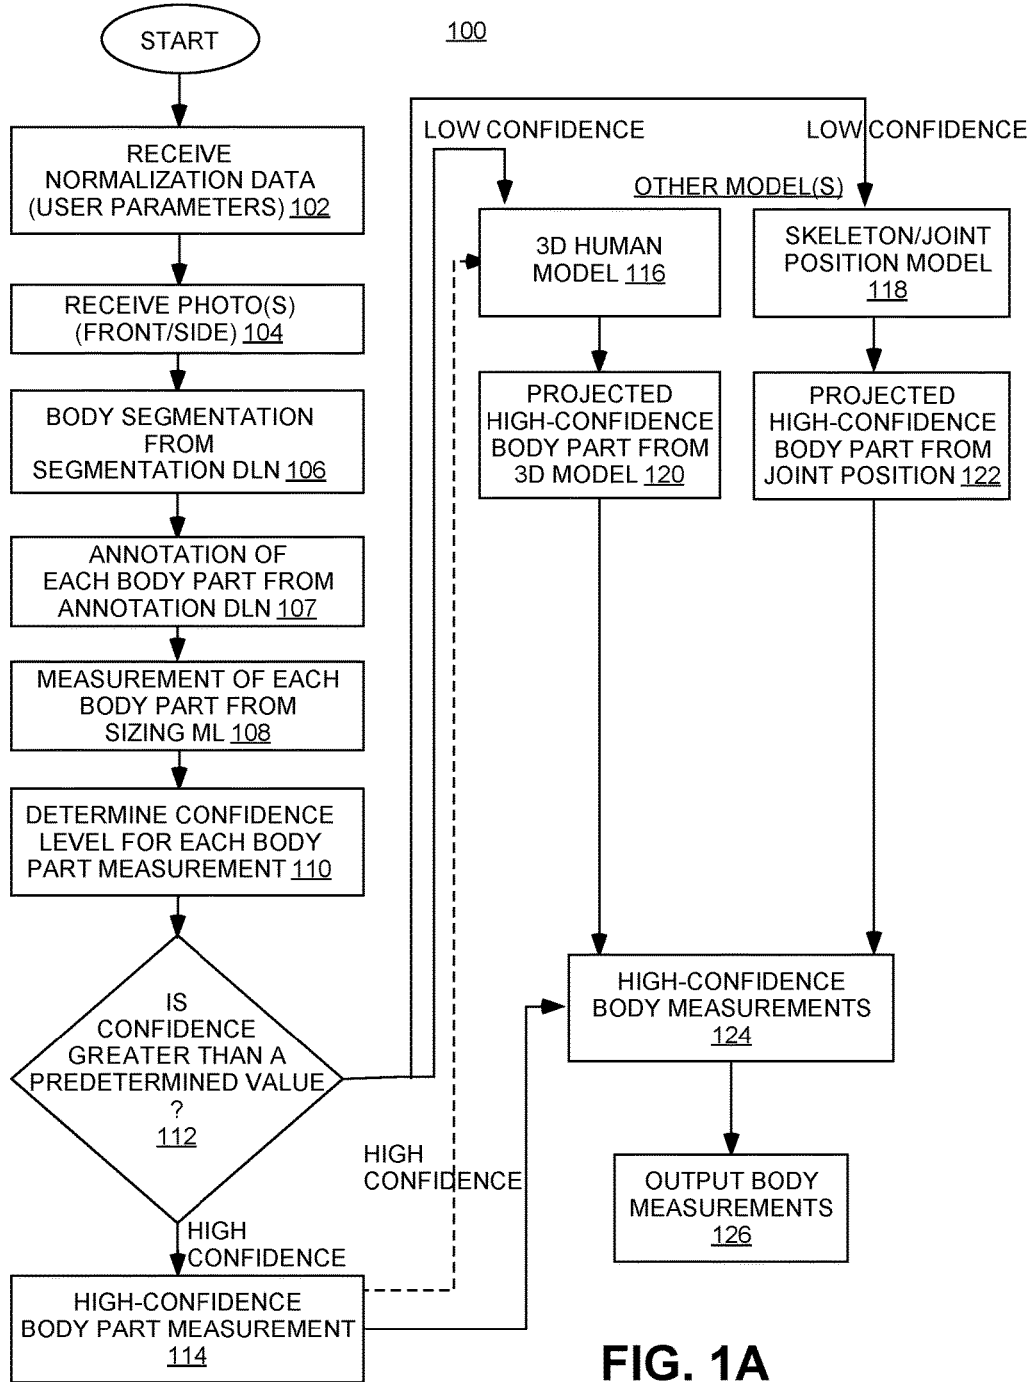 START
100
RECEIVE
NORMALIZATION DATA
(USER PARAMETERS) 102
RECEIVE PHOTO(S)
(FRONT/SIDE) 104
BODY SEGMENTATION
FROM
SEGMENTATION DLN 106
ANNOTATION OF
EACH BODY PART FROM
ANNOTATION DLN 107
MEASUREMENT OF EACH
BODY PART FROM
SIZING ML 108
DETERMINE CONFIDENCE
LEVEL FOR EACH BODY
PART MEASUREMENT 110
IS
CONFIDENCE
GREATER THAN A
PREDETERMINED VALUE
?
112
HIGH
CONFIDENCE
HIGH-CONFIDENCE
BODY PART MEASUREMENT
114
LOW CONFIDENCE
LOW CONFIDENCE
OTHER MODEL(S)
3D HUMAN
MODEL 116
SKELETON/JOINT
POSITION MODEL
118
PROJECTED
HIGH-CONFIDENCE
BODY PART FROM
3D MODEL 120
PROJECTED
HIGH-CONFIDENCE
BODY PART FROM
JOINT POSITION 122
HIGH
CONFIDENCE
HIGH-CONFIDENCE
BODY MEASUREMENTS
124
OUTPUT BODY
MEASUREMENTS
126
FIG. 1A